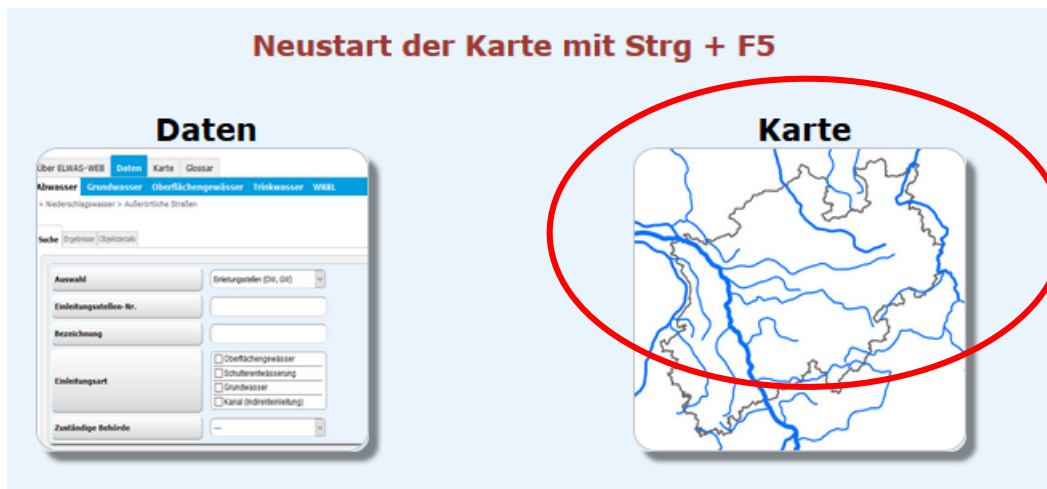 Neustart der Karte mit Strg + F5
Daten
Karte
Über ELWAS-WEB Daten Karte Glossar
Abwasser Grundwasser Oberflächengewässer Trinkwasser WRRL
> Niederschlagswasser > Außerörtliche Straßen
Suche Ergebnisse Objektdetails
Auswahl
Einleitungsstellen (OW, GW)
Einleitungsstellen-Nr.
Bezeichnung
Einleitungsart
Oberflächengewässer
Schulterentwässerung
Grundwasser
Kanal (Indirekteinleitung)
Zuständige Behörde
---